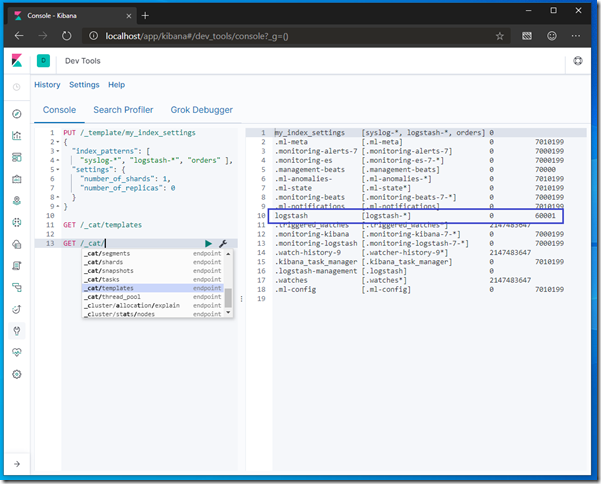 Console - Kibana
localhost/app/kibana#/dev_tools/console?_g=()
D Dev Tools
History Settings Help
Console Search Profiler Grok Debugger
1 PUT /_template/my_index_settings
2 {
3 "index_patterns": [
4 "syslog-*", "logstash-*", "orders" ],
5 "settings": {
6 "number_of_shards": 1,
7 "number_of_replicas": 0
8 }
9 }
10
11 GET /_cat/templates
12
13 GET /_cat/
_cat/segments endpoint
_cat/shards endpoint
_cat/snapshots endpoint
_cat/tasks endpoint
_cat/templates endpoint
_cat/thread_pool endpoint
_cluster/allocation/explain endpoint
_cluster/stats/nodes endpoint
1 my_index_settings [syslog-*, logstash-*, orders] 0
2 .ml-meta [.ml-meta] 0 7010199
3 .monitoring-alerts-7 [.monitoring-alerts-7] 0 7000199
4 .monitoring-es [.monitoring-es-7-*] 0 7000199
5 .management-beats [.management-beats] 0 70000
6 .ml-anomalies- [.ml-anomalies-*] 0 7010199
7 .ml-state [.ml-state*] 0 7010199
8 .monitoring-beats [.monitoring-beats-7-*] 0 7000199
9 .ml-notifications [.ml-notifications] 0 7010199
10 logstash [logstash-*] 0 60001
11 .triggered_watches [.triggered_watches*] 2147483647
12 .monitoring-kibana [.monitoring-kibana-7-*] 0 7000199
13 .monitoring-logstash [.monitoring-logstash-7-*] 0 7000199
14 .watch-history-9 [.watcher-history-9*] 2147483647
15 .kibana_task_manager [.kibana_task_manager] 0 7010199
16 .logstash-management [.logstash] 0
17 .watches [.watches*] 2147483647
18 .ml-config [.ml-config] 0 7010199
19